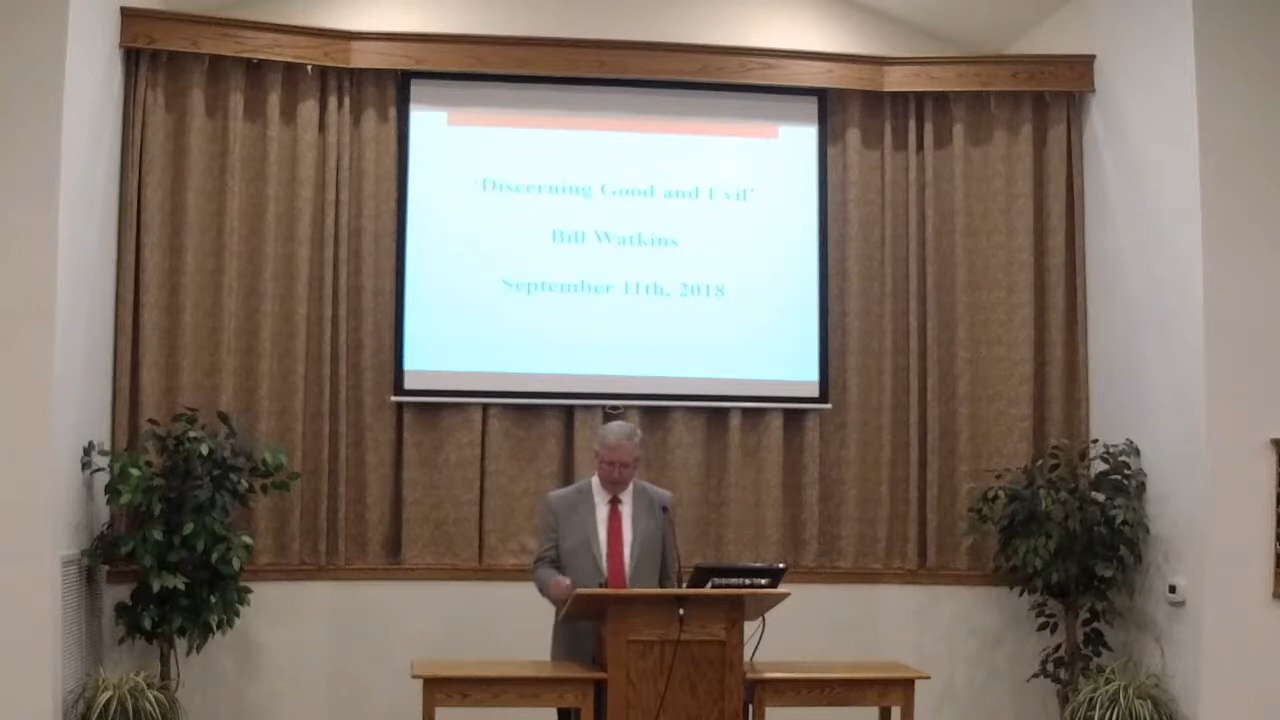 'Discerning Good and Evil'
Bill Watkins
September 11th, 2018